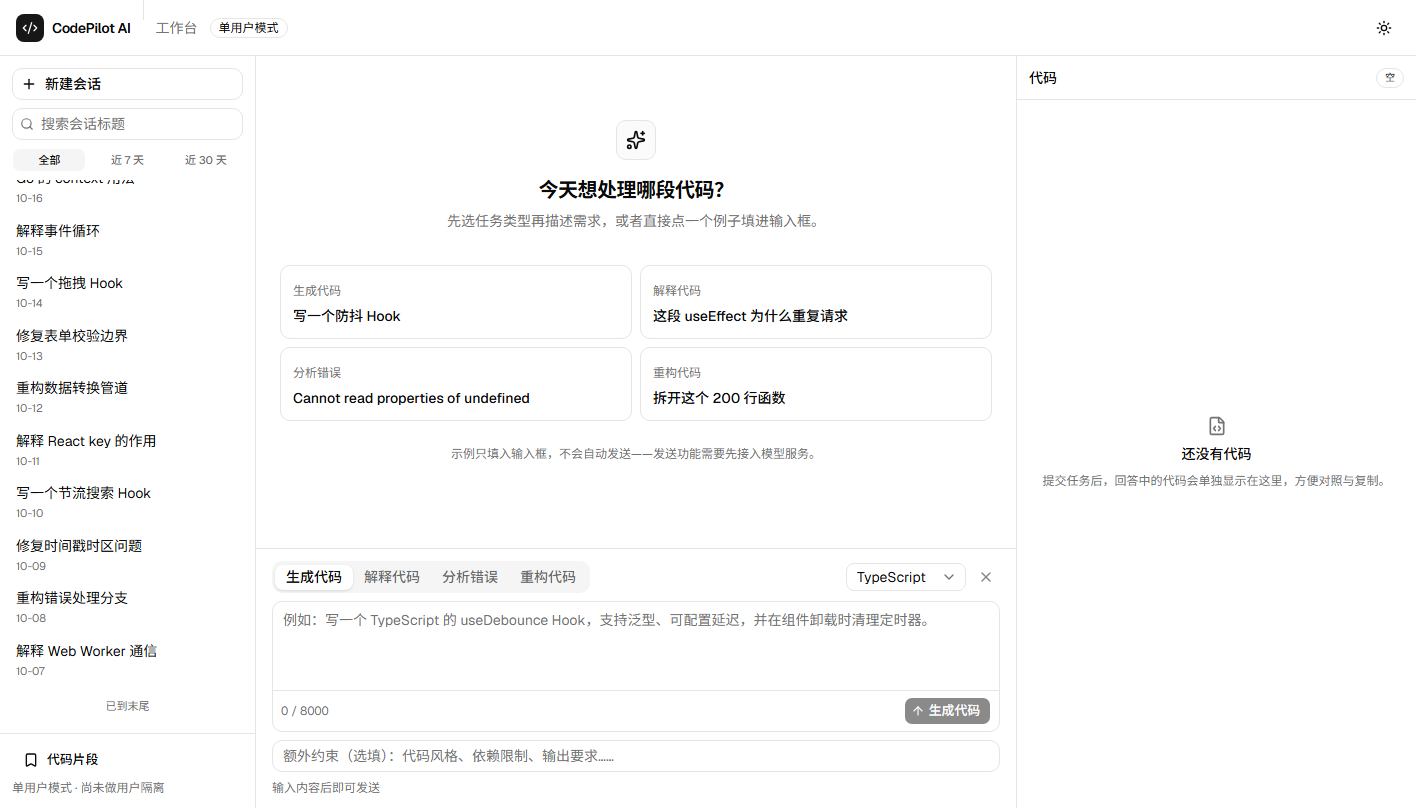 CodePilot AI
工作台
单用户模式
新建会话
搜索会话标题
全部
近 7 天
近 30 天
Go 的 context 用法
10-16
解释事件循环
10-15
写一个拖拽 Hook
10-14
修复表单校验边界
10-13
重构数据转换管道
10-12
解释 React key 的作用
10-11
写一个节流搜索 Hook
10-10
修复时间戳时区问题
10-09
重构错误处理分支
10-08
解释 Web Worker 通信
10-07
已到末尾
代码片段
单用户模式 · 尚未做用户隔离
今天想处理哪段代码？
先选任务类型再描述需求，或者直接点一个例子填进输入框。
生成代码
写一个防抖 Hook
解释代码
这段 useEffect 为什么重复请求
分析错误
Cannot read properties of undefined
重构代码
拆开这个 200 行函数
示例只填入输入框，不会自动发送——发送功能需要先接入模型服务。
生成代码
解释代码
分析错误
重构代码
TypeScript
例如：写一个 TypeScript 的 useDebounce Hook，支持泛型、可配置延迟，并在组件卸载时清理定时器。
0 / 8000
生成代码
额外约束（选填）：代码风格、依赖限制、输出要求……
输入内容后即可发送
代码
空
还没有代码
提交任务后，回答中的代码会单独显示在这里，方便对照与复制。